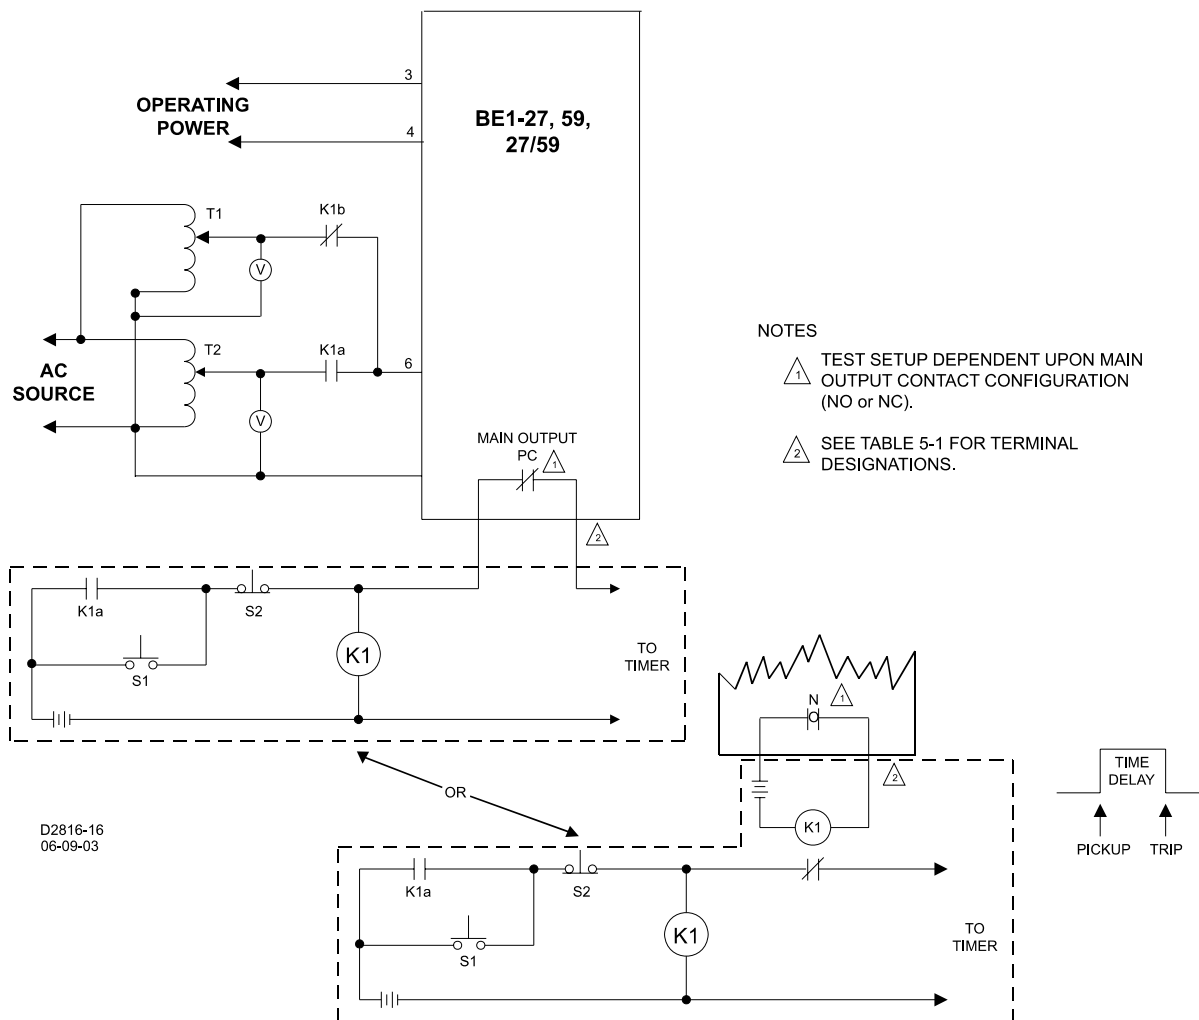 3
OPERATING
POWER
4
BE1-27, 59,
27/59
T1
K1b
V
T2
K1a
6
AC
SOURCE
V
MAIN OUTPUT
PC
1
2
NOTES
1 TEST SETUP DEPENDENT UPON MAIN
OUTPUT CONTACT CONFIGURATION
(NO or NC).
2 SEE TABLE 5-1 FOR TERMINAL
DESIGNATIONS.
K1a
S2
S1
K1
TO
TIMER
N
1
2
K1
OR
D2816-16
06-09-03
K1a
S2
S1
K1
TO
TIMER
TIME
DELAY
PICKUP
TRIP